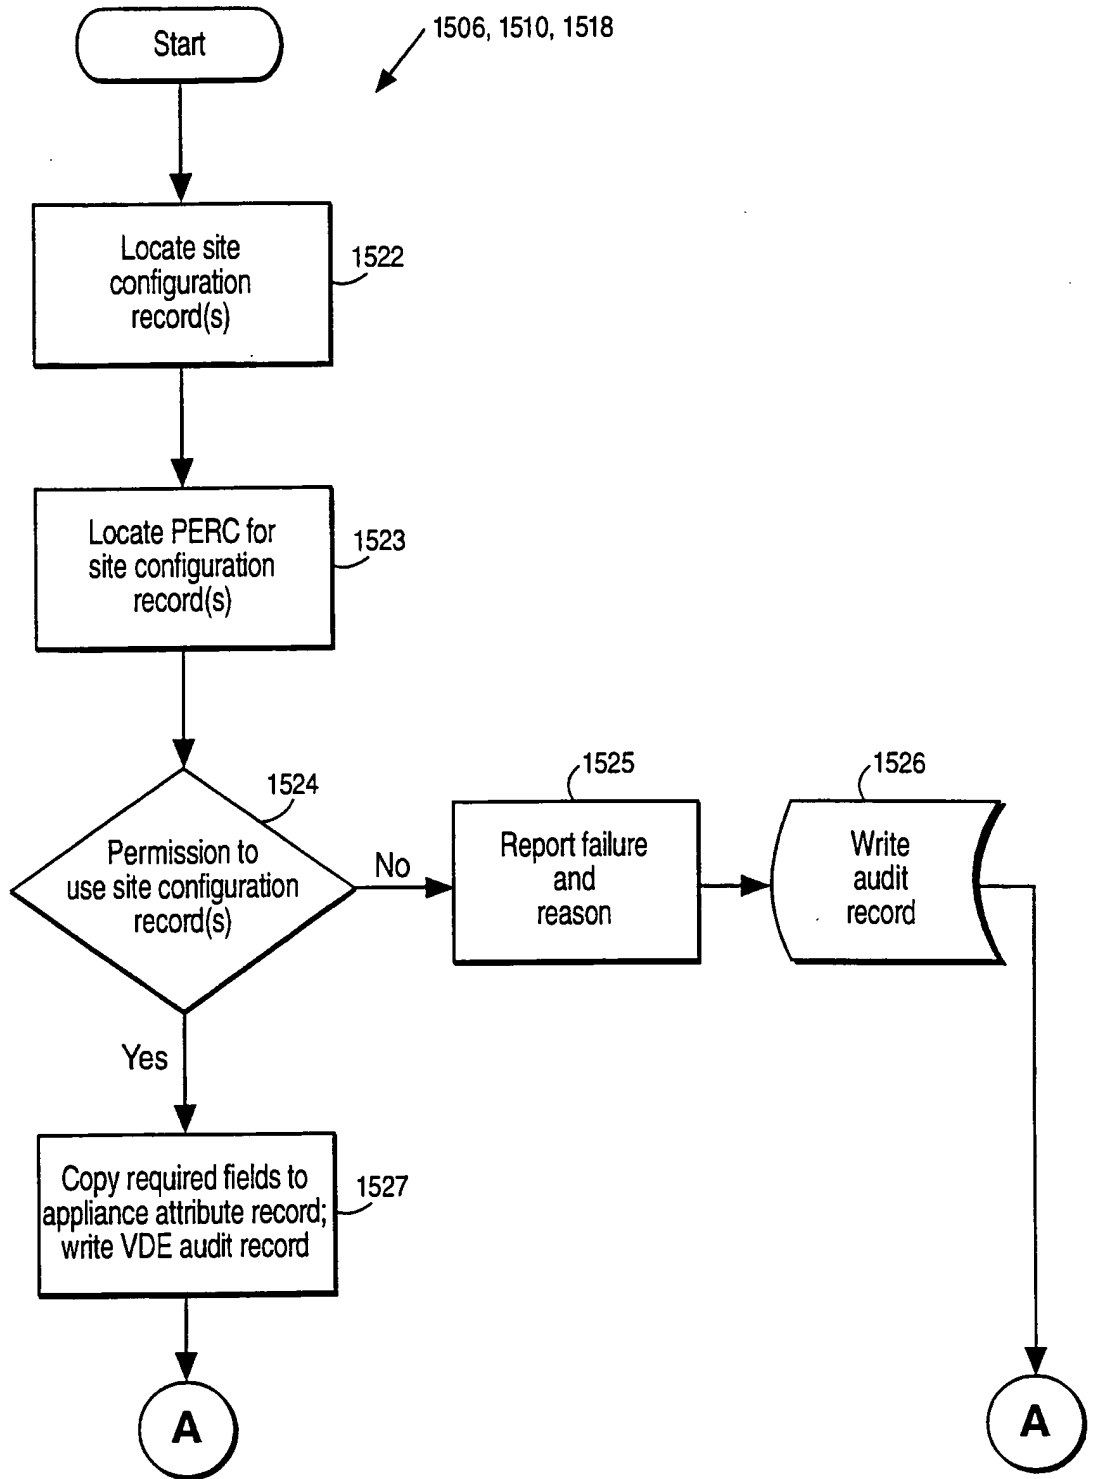 Start
1506, 1510, 1518
Locate site
configuration
record(s)
1522
Locate PERC for
site configuration
record(s)
1523
1524
Permission to
use site configuration
record(s)
No
1525
Report failure
and
reason
1526
Write
audit
record
Yes
Copy required fields to
appliance attribute record;
write VDE audit record
1527
A
A